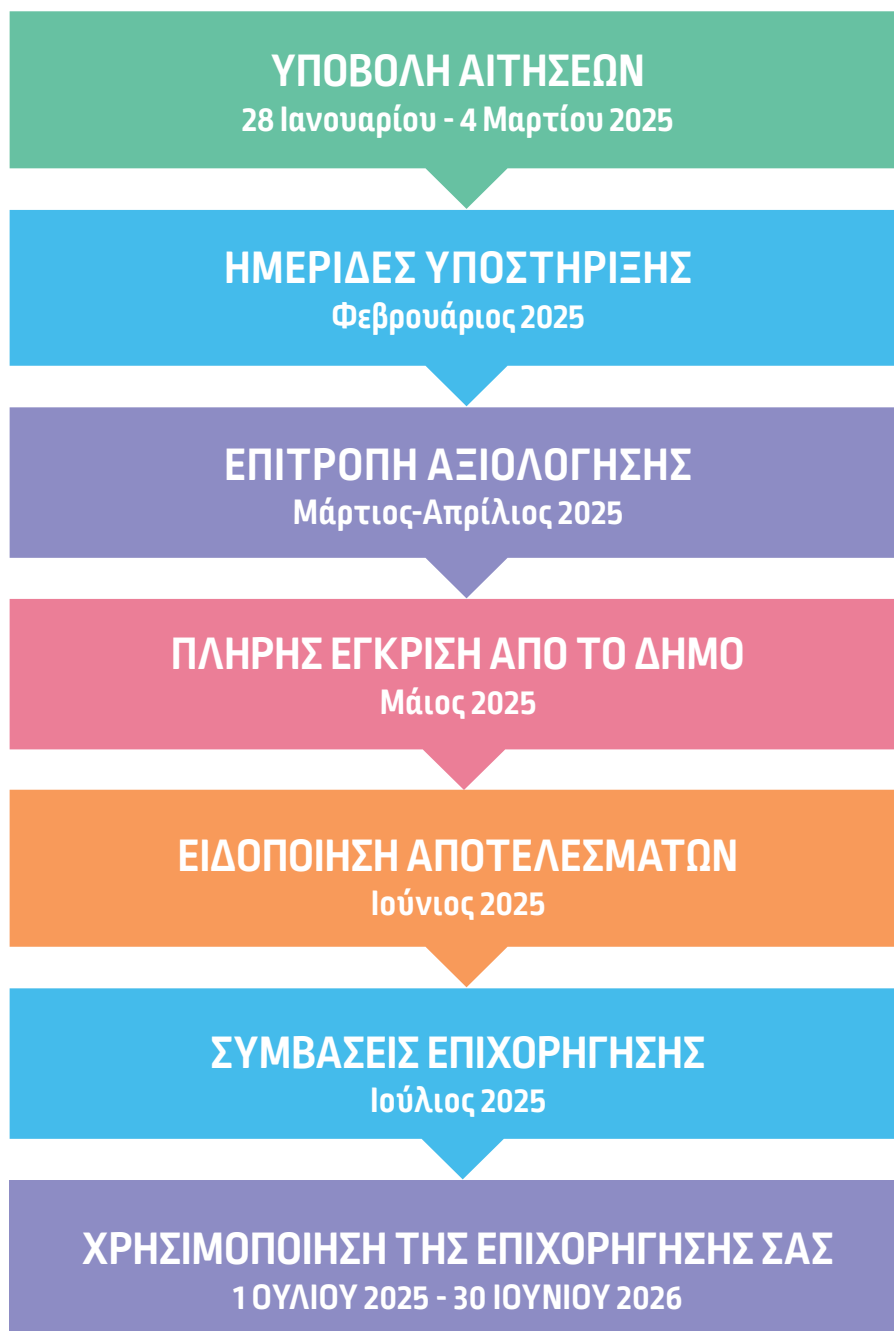 ΥΠΟΒΟΛΗ ΑΙΤΗΣΕΩΝ
28 Ιανουαρίου - 4 Μαρτίου 2025
ΗΜΕΡΙΔΕΣ ΥΠΟΣΤΗΡΙΞΗΣ
Φεβρουάριος 2025
ΕΠΙΤΡΟΠΗ ΑΞΙΟΛΟΓΗΣΗΣ
Μάρτιος-Απρίλιος 2025
ΠΛΗΡΗΣ ΕΓΚΡΙΣΗ ΑΠΟ ΤΟ ΔΗΜΟ
Μάιος 2025
ΕΙΔΟΠΟΙΗΣΗ ΑΠΟΤΕΛΕΣΜΑΤΩΝ
Ιούνιος 2025
ΣΥΜΒΑΣΕΙΣ ΕΠΙΧΟΡΗΓΗΣΗΣ
Ιούλιος 2025
ΧΡΗΣΙΜΟΠΟΙΗΣΗ ΤΗΣ ΕΠΙΧΟΡΗΓΗΣΗΣ ΣΑΣ
1 ΟΥΛΙΟΥ 2025 - 30 ΙΟΥΝΙΟΥ 2026